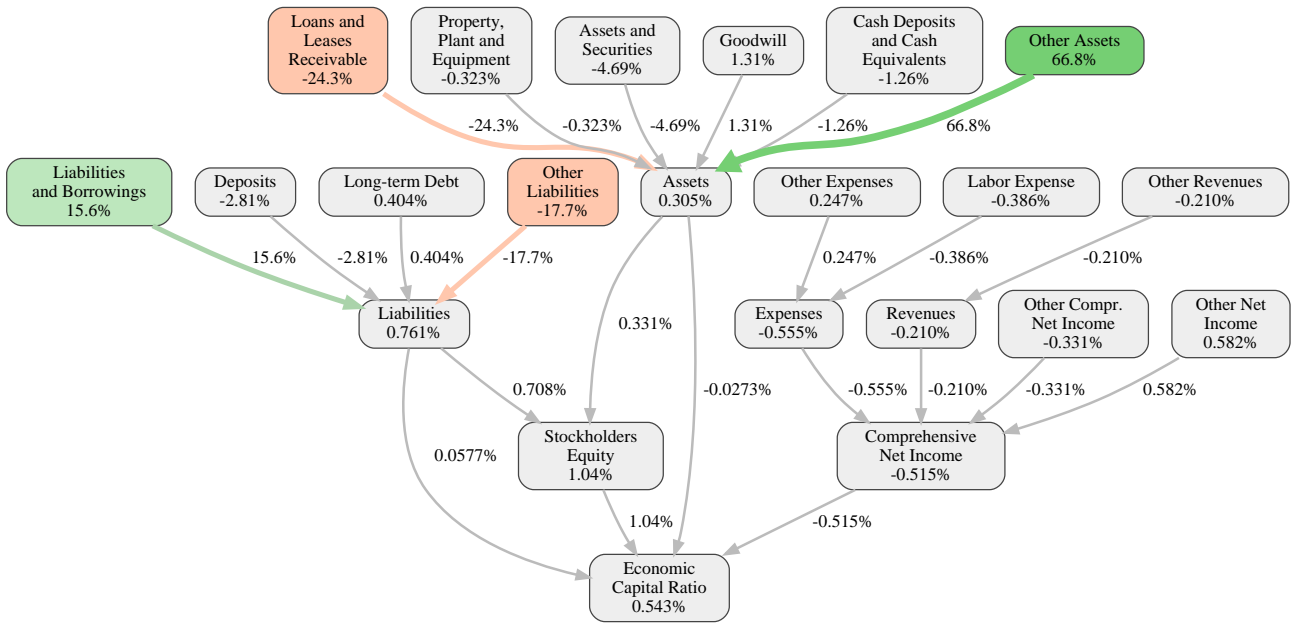 Loans and
Leases
Receivable
-24.3%
Property,
Plant and
Equipment
-0.323%
Assets and
Securities
-4.69%
Goodwill
1.31%
Cash Deposits
and Cash
Equivalents
-1.26%
Other Assets
66.8%
-24.3%
-0.323%
-4.69%
1.31%
-1.26%
66.8%
Liabilities
and Borrowings
15.6%
Deposits
-2.81%
Long-term Debt
0.404%
Other
Liabilities
-17.7%
Assets
0.305%
Other Expenses
0.247%
Labor Expense
-0.386%
Other Revenues
-0.210%
15.6%
-2.81%
0.404%
-17.7%
0.247%
-0.386%
-0.210%
Liabilities
0.761%
0.331%
Expenses
-0.555%
Revenues
-0.210%
Other Compr.
Net Income
-0.331%
Other Net
Income
0.582%
0.708%
-0.0273%
-0.555%
-0.210%
-0.331%
0.582%
0.0577%
Stockholders
Equity
1.04%
Comprehensive
Net Income
-0.515%
1.04%
-0.515%
Economic
Capital Ratio
0.543%